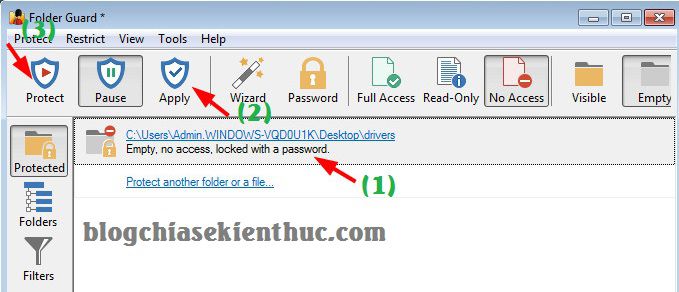 Folder Guard *
(3)
Protect Restrict View Tools Help
Protect Pause Apply Wizard Password Full Access Read-Only No Access Visible Empty
(2)
Protected
C:\Users\Admin.WINDOWS-VQD0U1K\Desktop\drivers
Empty, no access, locked with a password.
(1)
Protect another folder or a file...
Folders
blogchiasekienthuc.com
Filters